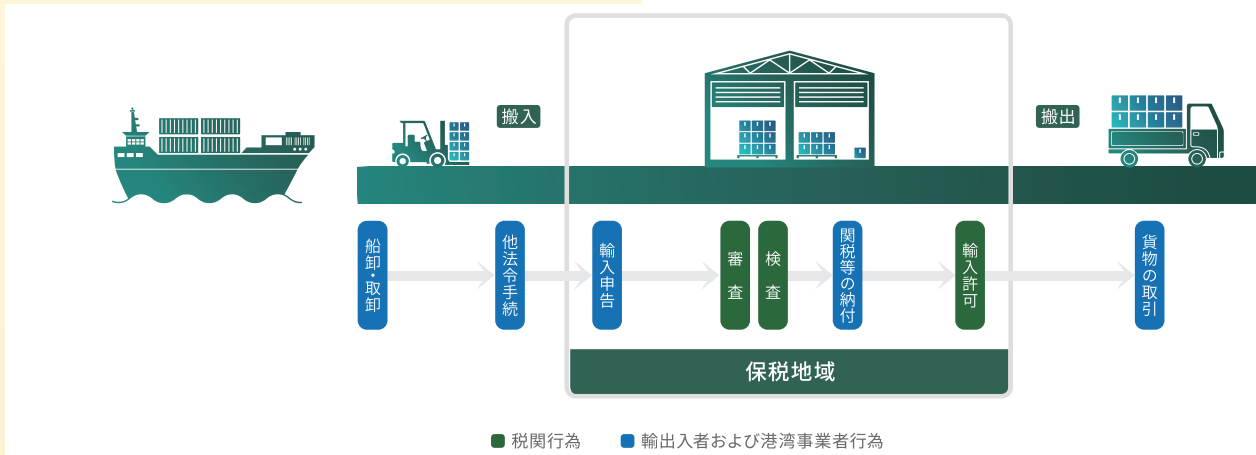 搬入
搬出
船卸・取卸
他法令手続
輸入申告
審査
検査
関税等の納付
輸入許可
貨物の取引
保税地域
税関行為
輸出入者および港湾事業者行為